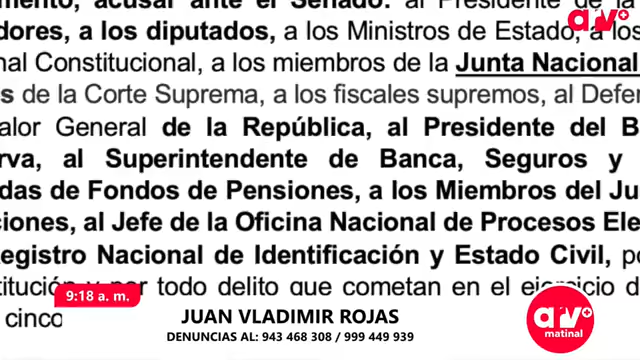 mento, acusar ante el Senado: al Presidente de la
dores, a los diputados, a los Ministros de Estado, a los
nal Constitucional, a los miembros de la Junta Nacional
s de la Corte Suprema, a los fiscales supremos, al Defen
alor General de la República, al Presidente del B
rva, al Superintendente de Banca, Seguros y
das de Fondos de Pensiones, a los Miembros del Ju
ciones, al Jefe de la Oficina Nacional de Procesos Ele
egistro Nacional de Identificación y Estado Civil, po
titución y por todo delito que cometan en el ejercicio d
cinco
9:18 a. m.
JUAN VLADIMIR ROJAS
DENUNCIAS AL: 943 468 308 / 999 449 939
matinal